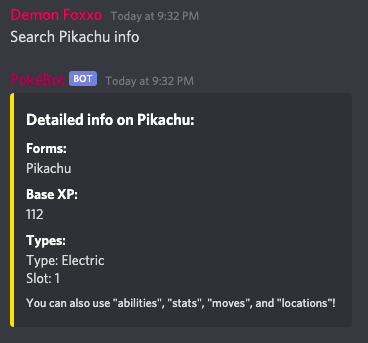 Demon Foxxo Today at 9:32 PM
Search Pikachu info
PokéBot BOT Today at 9:32 PM
Detailed info on Pikachu:
Forms:
Pikachu
Base XP:
112
Types:
Type: Electric
Slot: 1
You can also use "abilities", "stats", "moves", and "locations"!